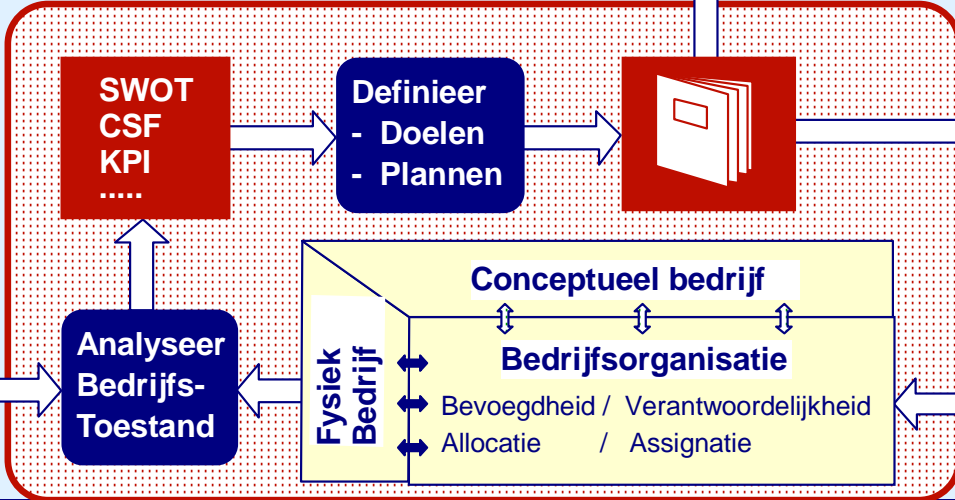 SWOT
CSF
KPI
.....
Definieer
- Doelen
- Plannen
Conceptueel bedrijf
Analyseer
Bedrijfs-
Toestand
Fysiek
Bedrijf
Bedrijfsorganisatie
Bevoegdheid / Verantwoordelijkheid
Allocatie / Assignatie